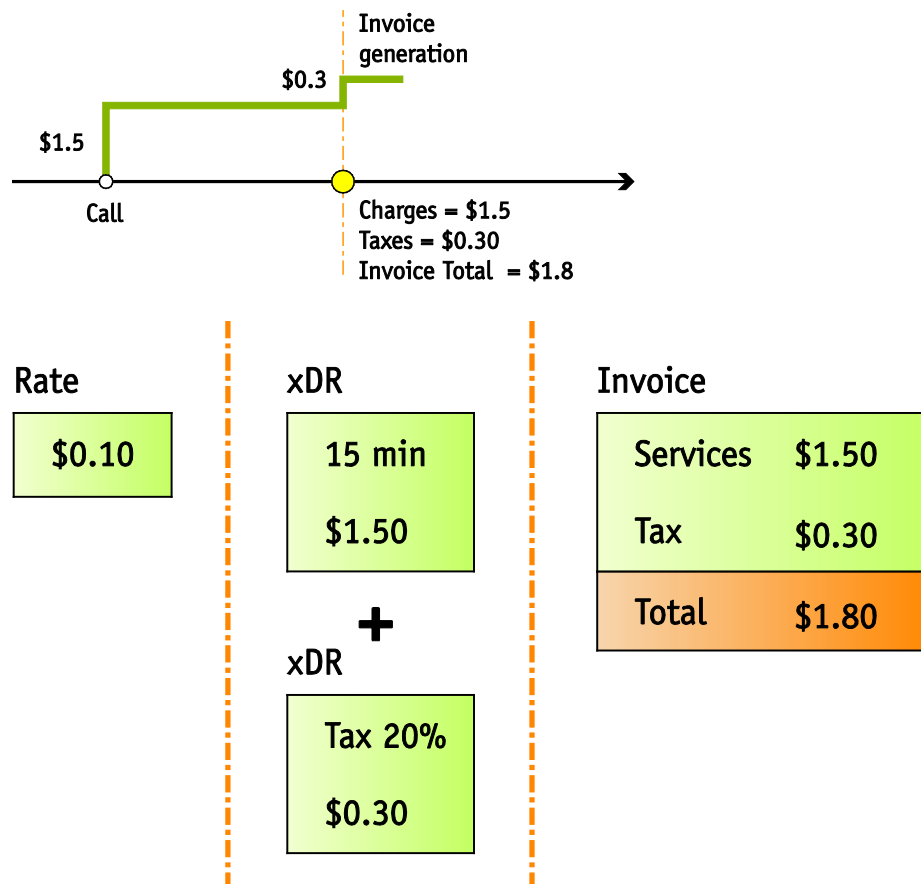 Invoice
generation
$0.3
$1.5
Call
Charges = $1.5
Taxes = $0.30
Invoice Total = $1.8
Rate
$0.10
xDR
15 min
$1.50
+
xDR
Tax 20%
$0.30
Invoice
Services $1.50
Tax $0.30
Total $1.80